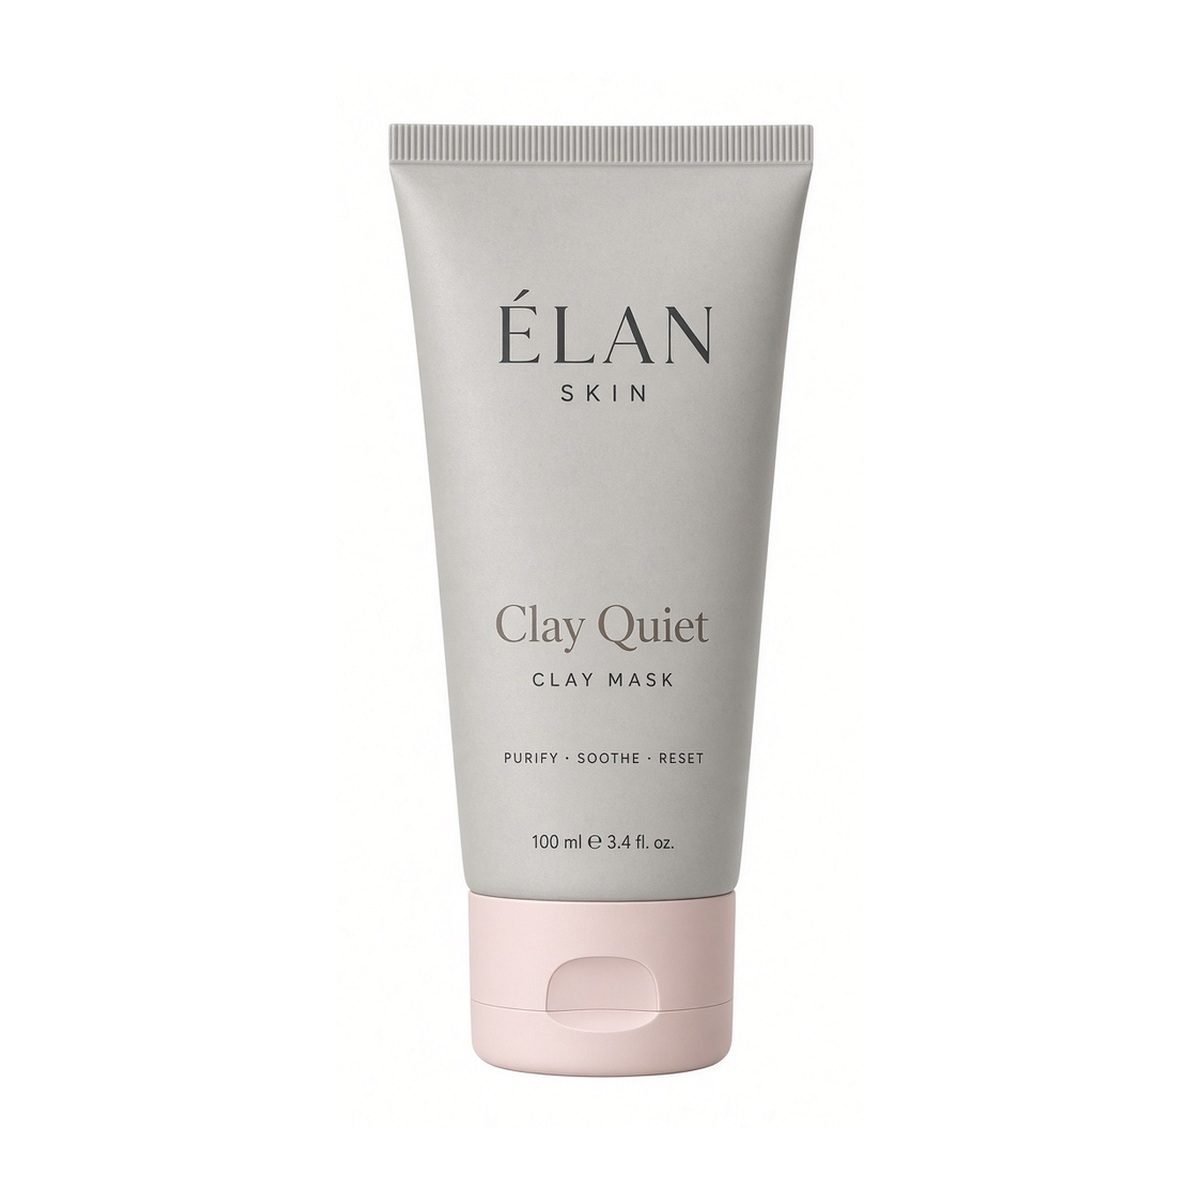 ÉLAN
SKIN
Clay Quiet
CLAY MASK
PURIFY · SOOTHE · RESET
100 ml ℮ 3.4 fl. oz.